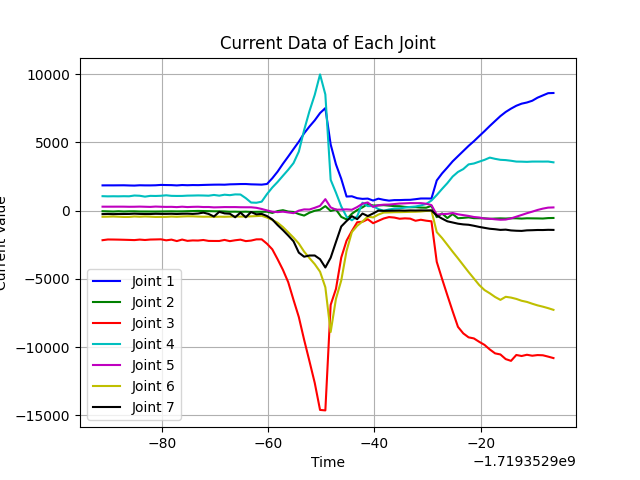 Current Data of Each Joint
10000
5000
0
−5000
−10000
−15000
Current Value
Joint 1
Joint 2
Joint 3
Joint 4
Joint 5
Joint 6
Joint 7
−80
−60
−40
−20
Time
−1.7193529e9